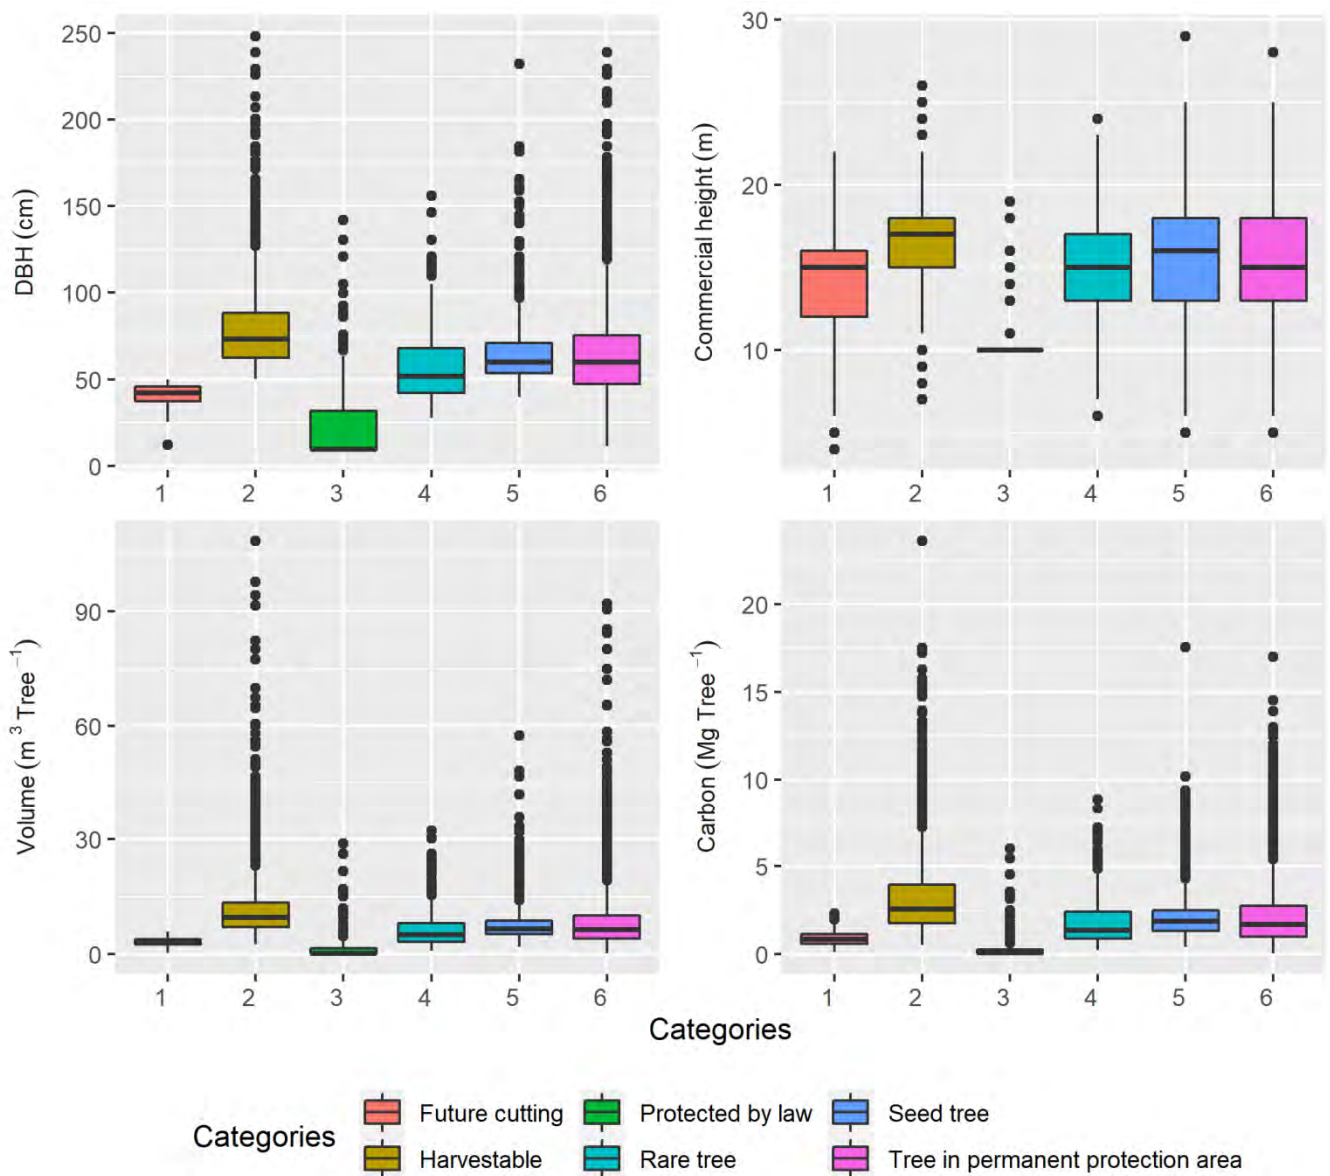 DBH (cm)
250
200
150
100
50
0
1 2 3 4 5 6
Commercial height (m)
30
20
10
1 2 3 4 5 6
Volume (m³ Tree⁻¹)
90
60
30
0
1 2 3 4 5 6
Carbon (Mg Tree⁻¹)
20
15
10
5
0
1 2 3 4 5 6
Categories
Categories
Future cutting Protected by law Seed tree
Harvestable Rare tree Tree in permanent protection area